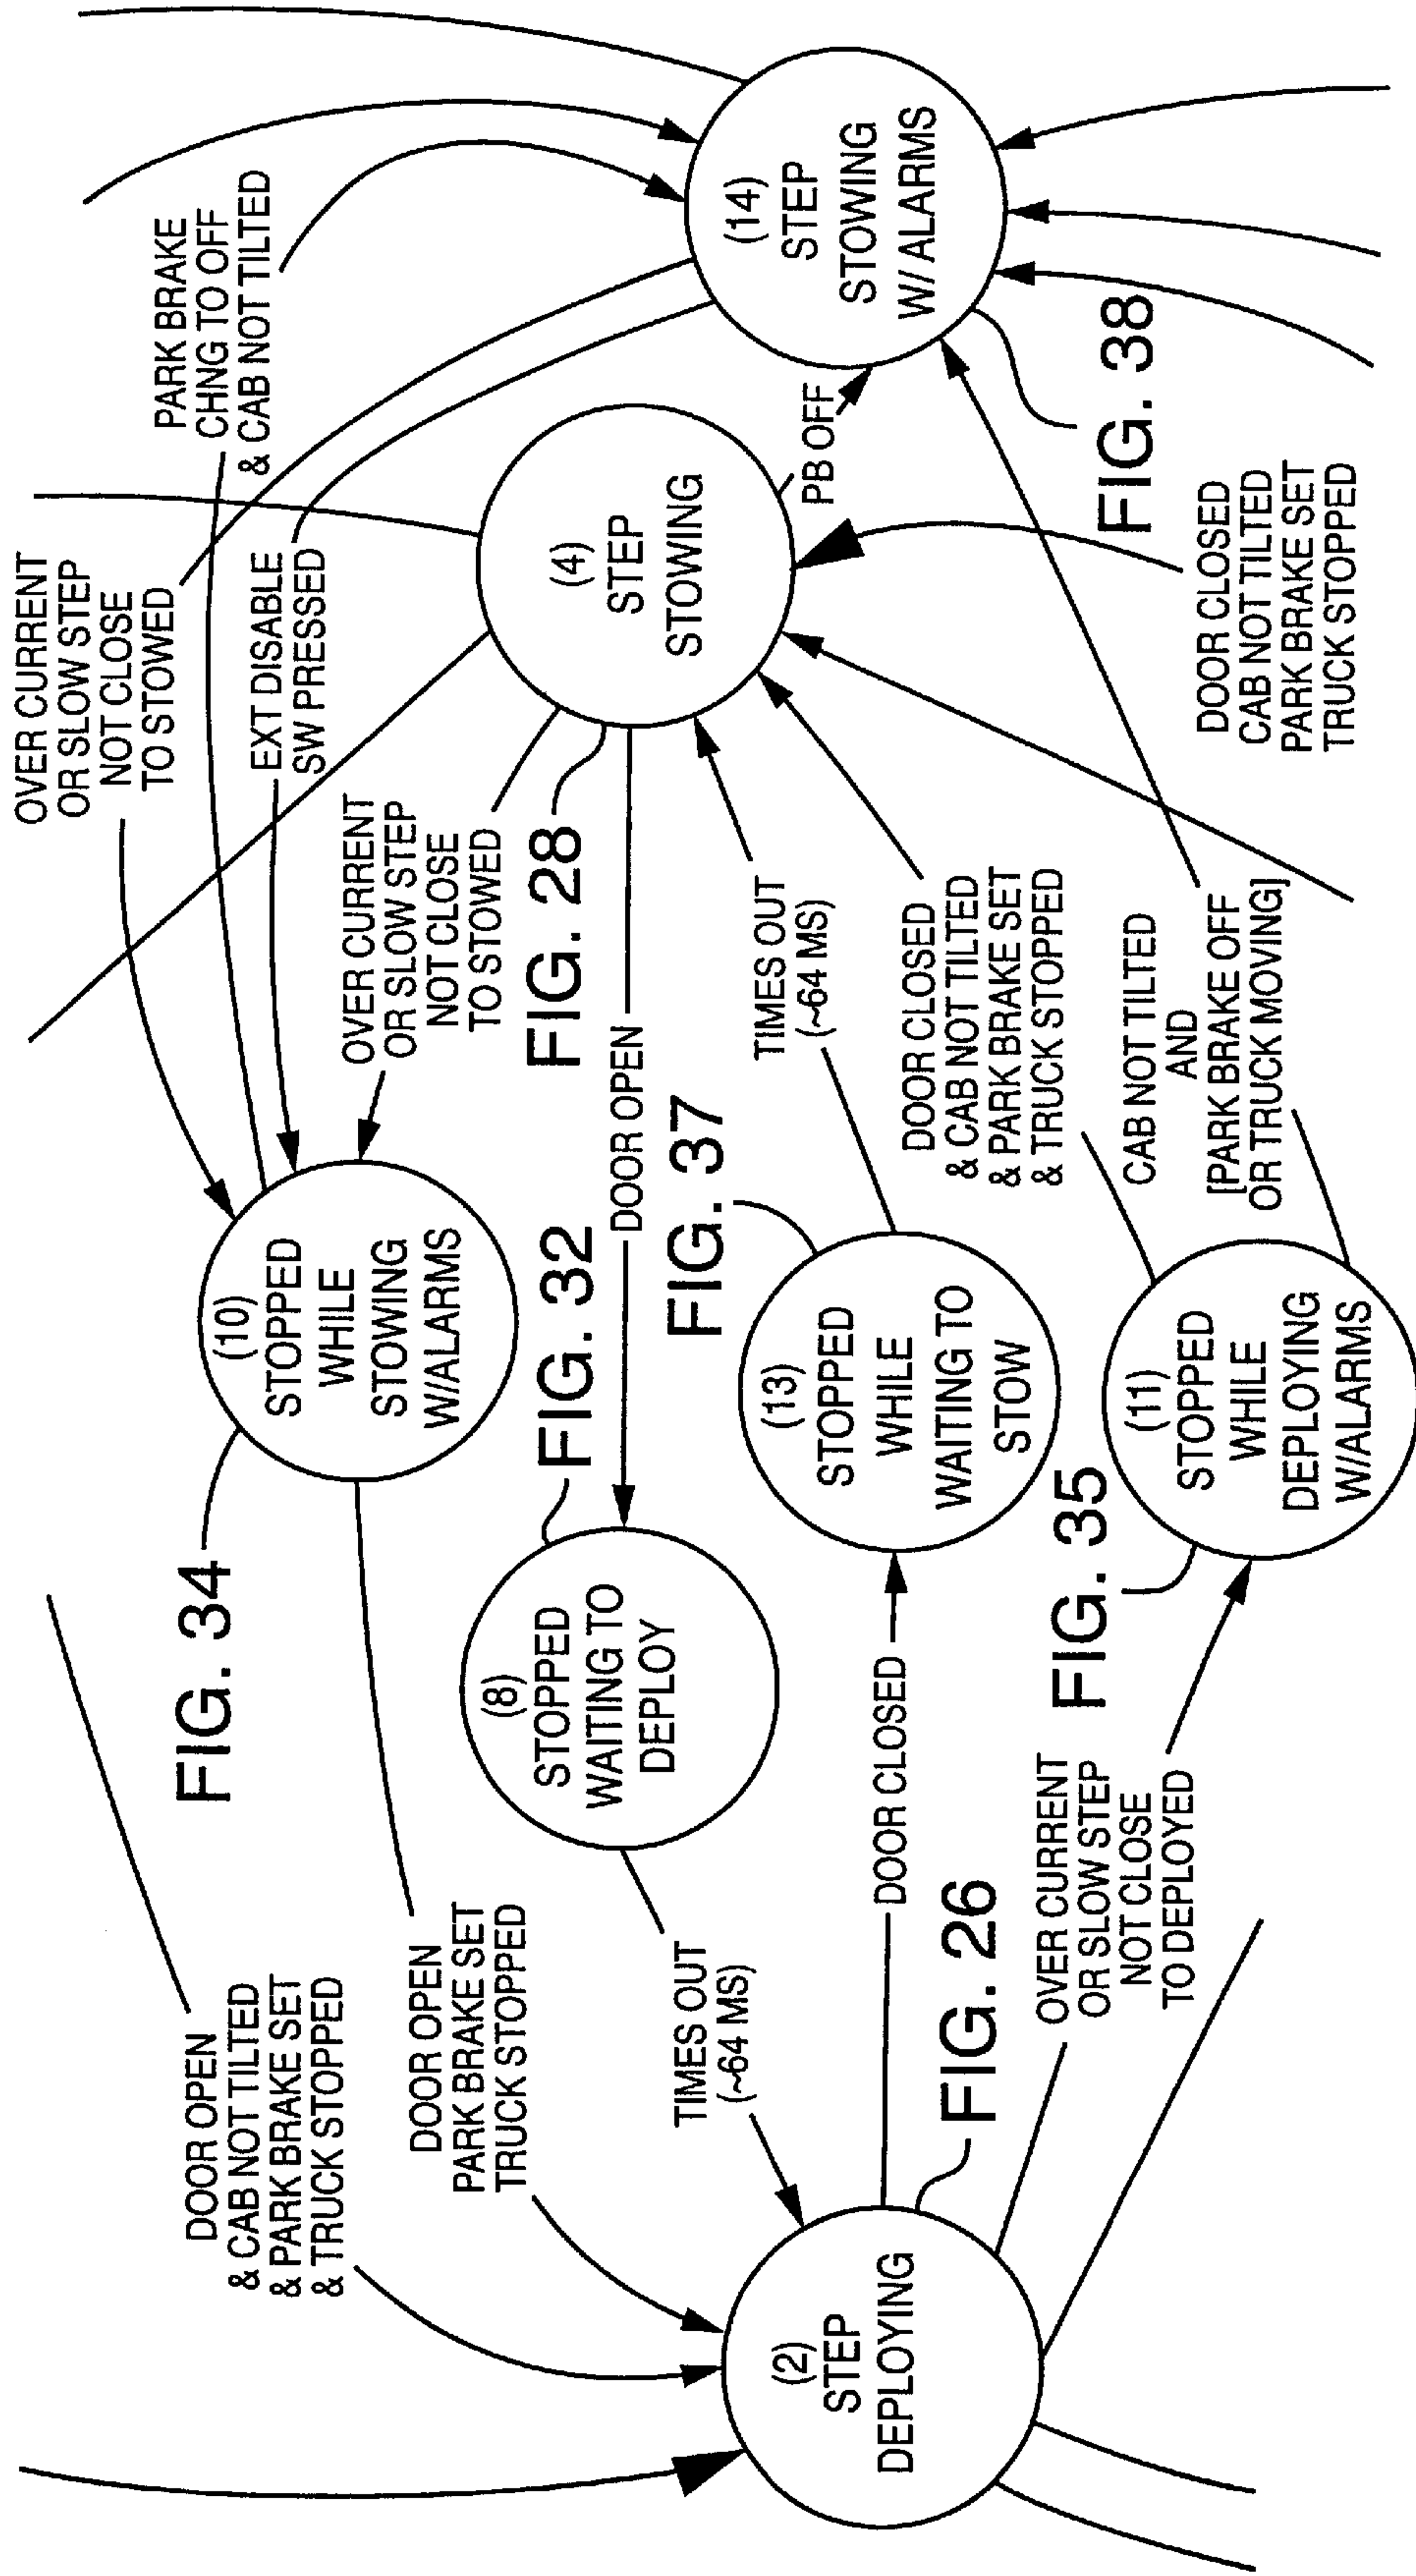 OVER CURRENT
OR SLOW STEP
NOT CLOSE
TO STOWED
PARK BRAKE
CHNG TO OFF
& CAB NOT TILTED
EXT DISABLE
SW PRESSED
DOOR OPEN
& CAB NOT TILTED
& PARK BRAKE SET
& TRUCK STOPPED
FIG. 34
(10)
STOPPED
WHILE
STOWING
W/ALARMS
OVER CURRENT
OR SLOW STEP
NOT CLOSE
TO STOWED
DOOR OPEN
PARK BRAKE SET
TRUCK STOPPED
(8)
STOPPED
WAITING TO
DEPLOY
FIG. 32
FIG. 28
DOOR OPEN
(4)
STEP
STOWING
PB OFF
(14)
STEP
STOWING
W/ ALARMS
FIG. 38
TIMES OUT
(~64 MS)
FIG. 37
TIMES OUT
(~64 MS)
(2)
STEP
DEPLOYING
DOOR CLOSED
(13)
STOPPED
WHILE
WAITING TO
STOW
DOOR CLOSED
& CAB NOT TILTED
& PARK BRAKE SET
& TRUCK STOPPED
FIG. 26
OVER CURRENT
OR SLOW STEP
NOT CLOSE
TO DEPLOYED
FIG. 35
(11)
STOPPED
WHILE
DEPLOYING
W/ALARMS
CAB NOT TILTED
AND
[PARK BRAKE OFF
OR TRUCK MOVING]
DOOR CLOSED
CAB NOT TILTED
PARK BRAKE SET
TRUCK STOPPED